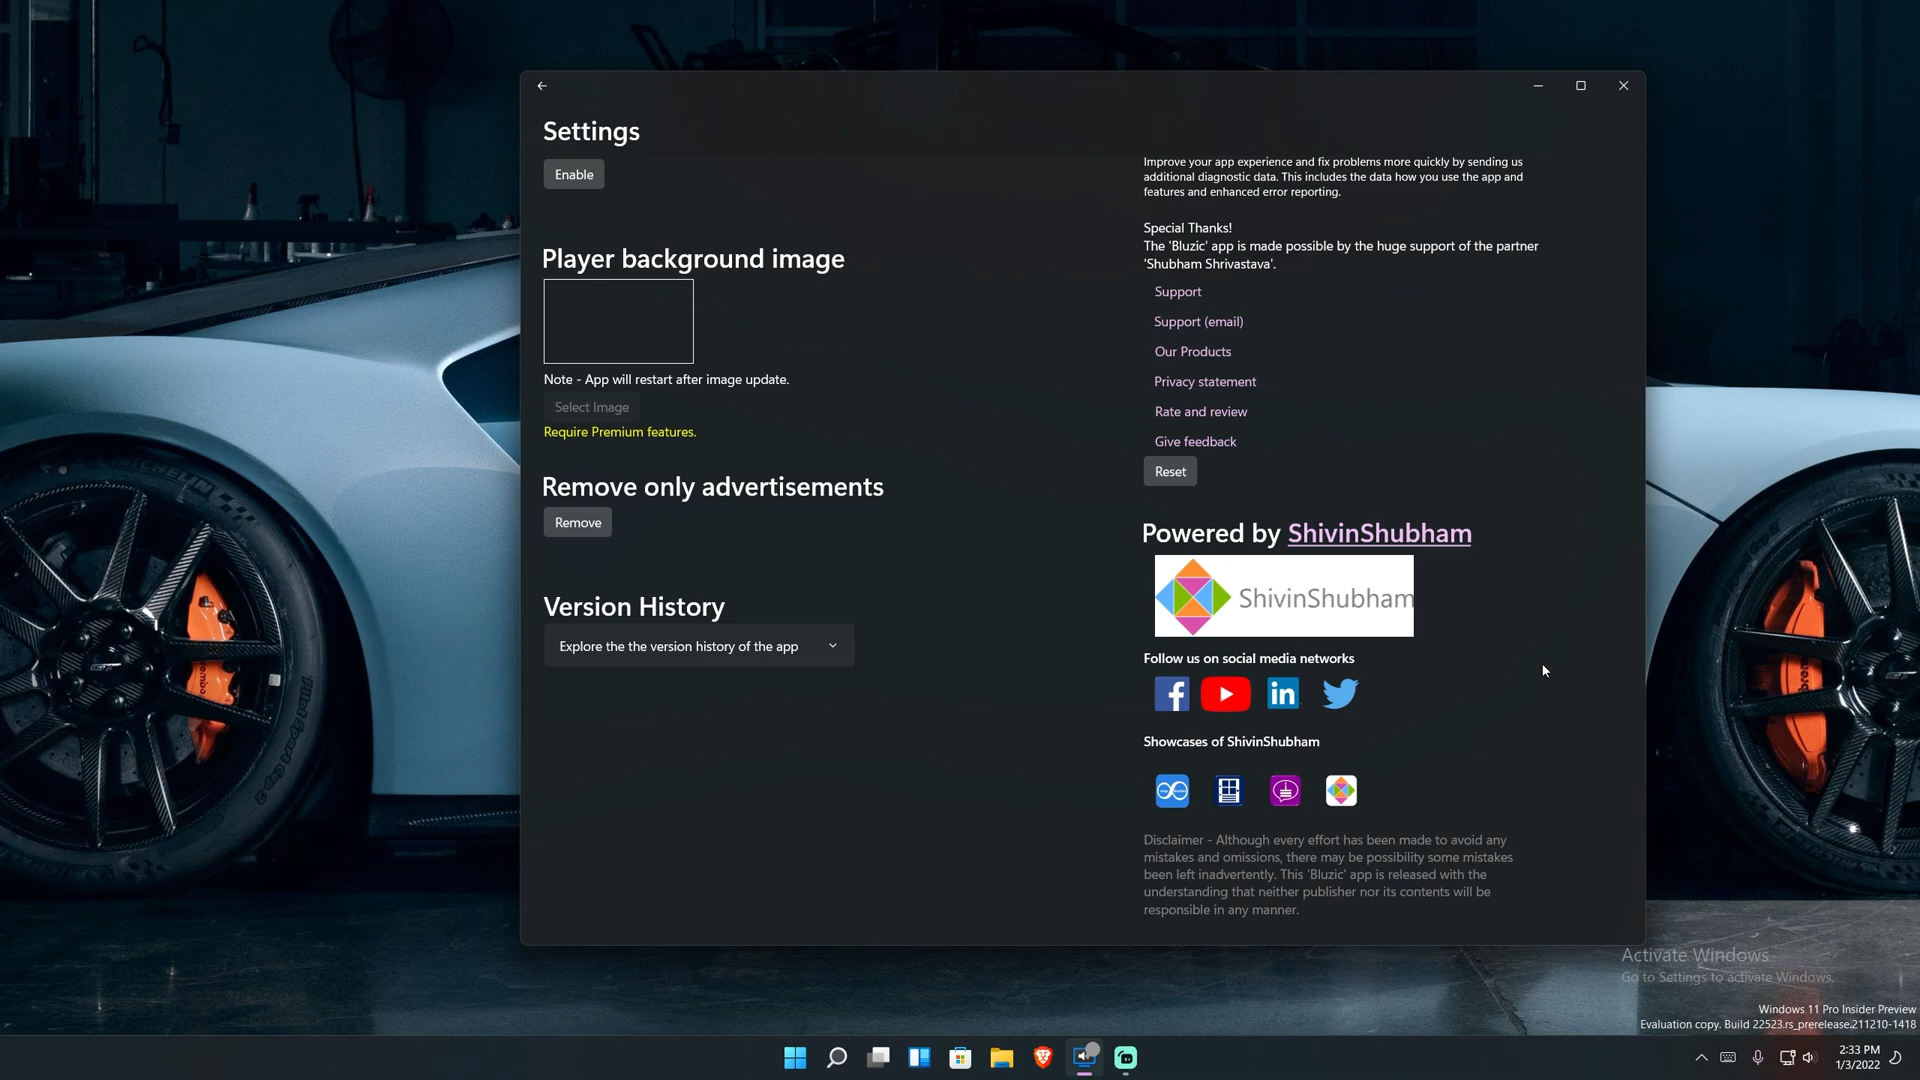 Settings
Enable
Player background image
Note - App will restart after image update.
Select Image
Require Premium features.
Remove only advertisements
Remove
Version History
Explore the the version history of the app
Improve your app experience and fix problems more quickly by sending us
additional diagnostic data. This includes the data how you use the app and
features and enhanced error reporting.
Special Thanks!
The 'Bluzic' app is made possible by the huge support of the partner
'Shubham Shrivastava'.
Support
Support (email)
Our Products
Privacy statement
Rate and review
Give feedback
Reset
Powered by ShivinShubham
ShivinShubham
Follow us on social media networks
Showcases of ShivinShubham
Disclaimer - Although every effort has been made to avoid any
mistakes and omissions, there may be possibility some mistakes
been left inadvertently. This 'Bluzic' app is released with the
understanding that neither publisher nor its contents will be
responsible in any manner.
Activate Windows
Go to Settings to activate Windows.
Windows 11 Pro Insider Preview
Evaluation copy. Build 22523.rs_prerelease.211210-1418
2:33 PM
1/3/2022